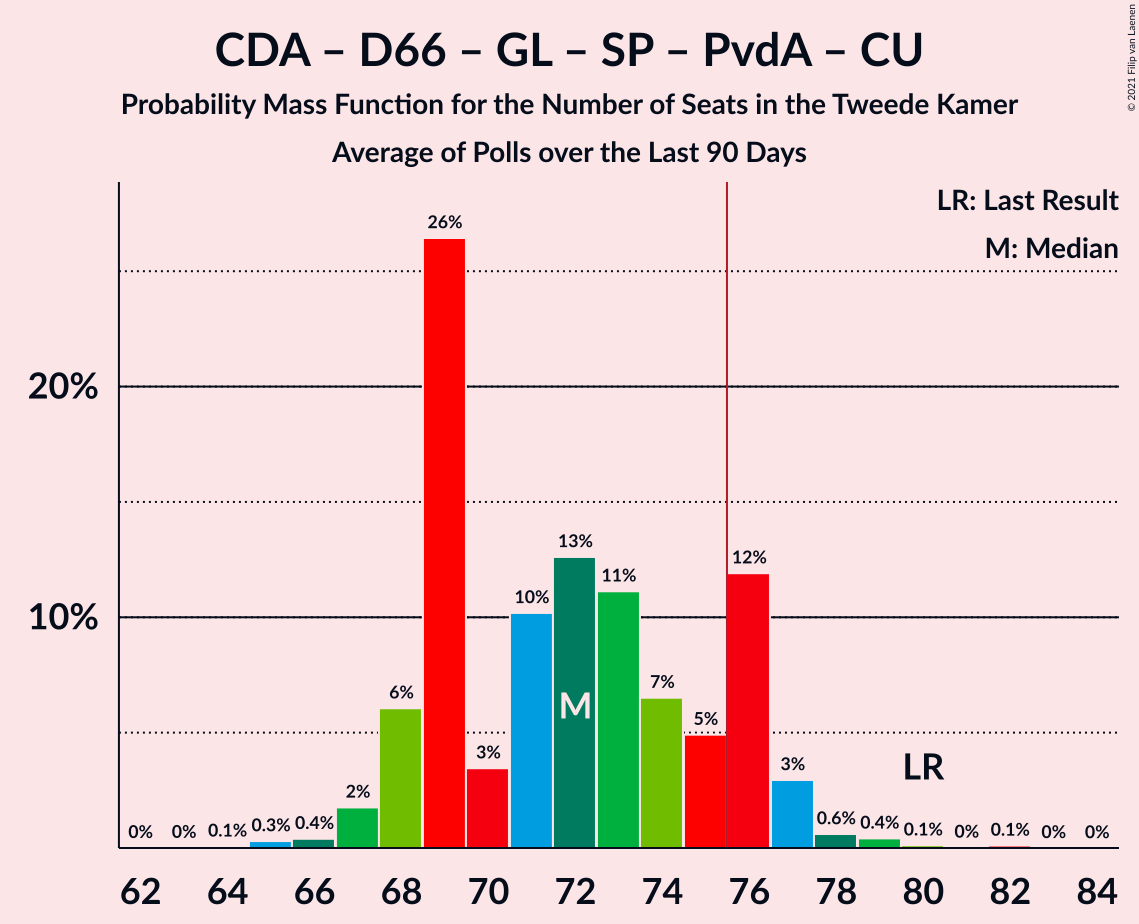 CDA – D66 – GL – SP – PvdA – CU
Probability Mass Function for the Number of Seats in the Tweede Kamer
Average of Polls over the Last 90 Days
© 2021 Filip van Laenen
LR: Last Result
M: Median
20%
10%
0%
0%
0.1%
0.3%
0.4%
2%
6%
26%
3%
10%
13%
11%
7%
5%
12%
3%
0.6%
0.4%
0.1%
0%
0.1%
0%
0%
M
LR
62 64 66 68 70 72 74 76 78 80 82 84